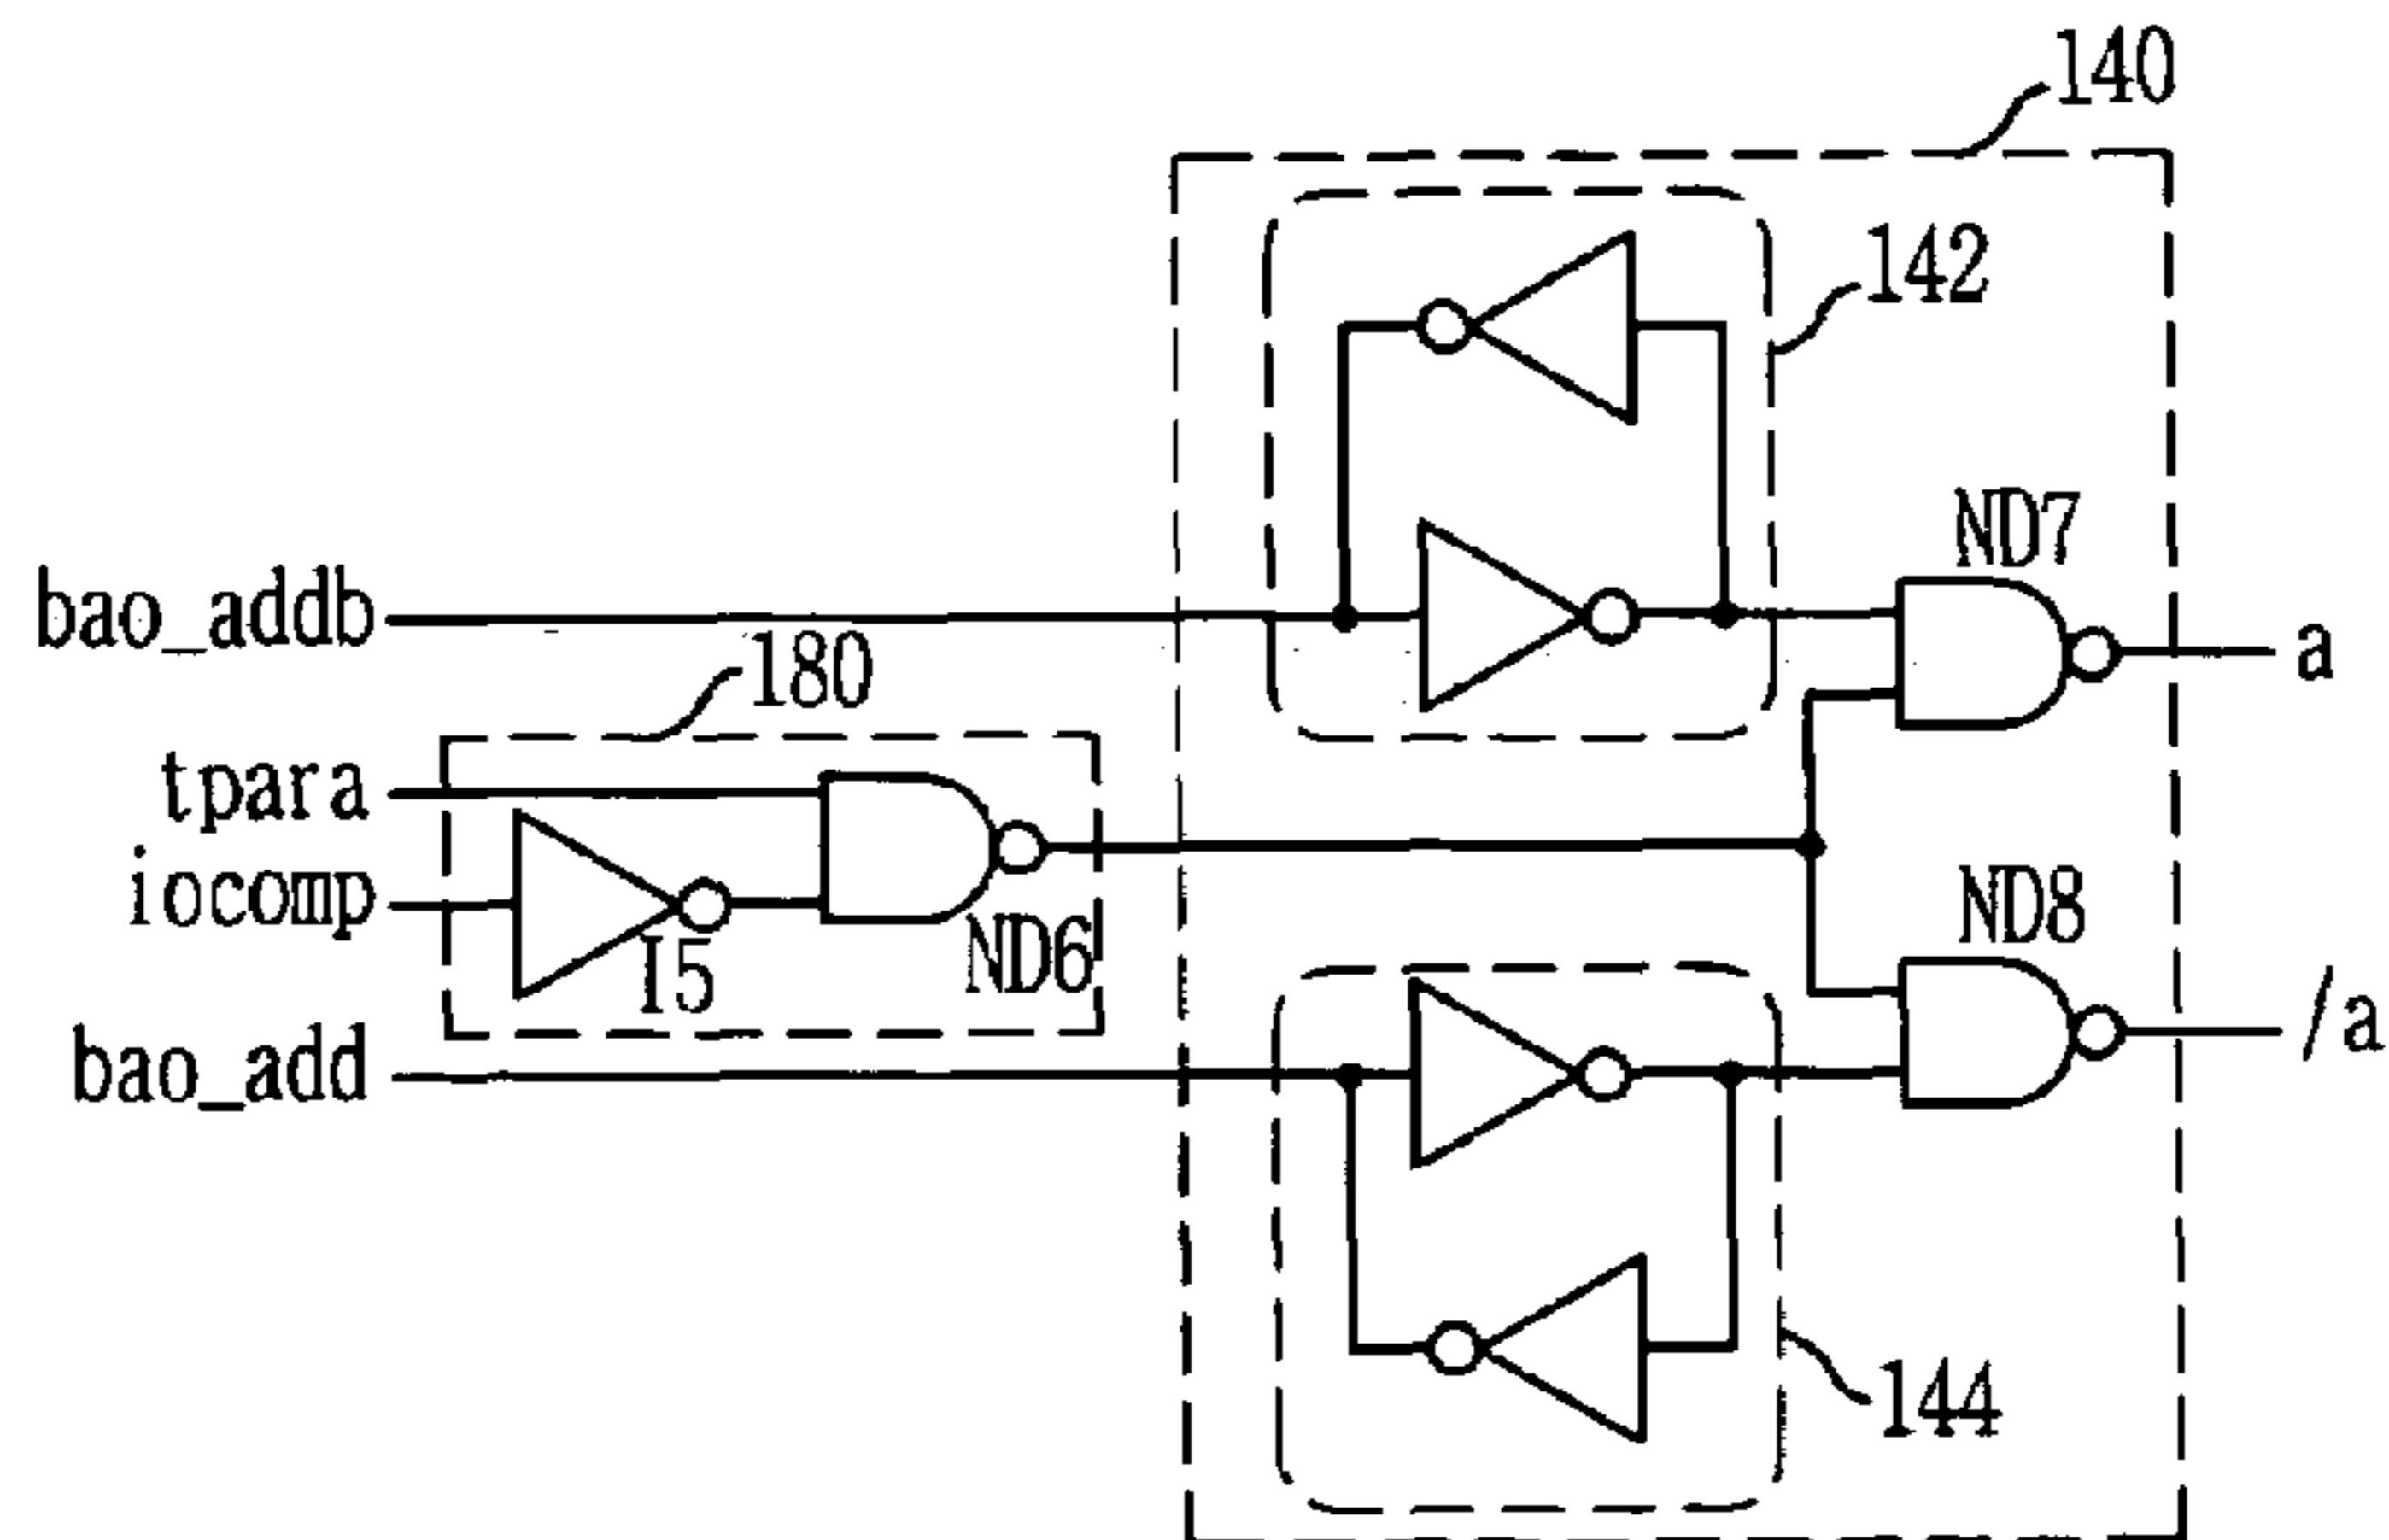 140
142
ND7
bao_addb
a
180
tpara
iocomp
ND8
ND6
I5
bao_add
/a
144